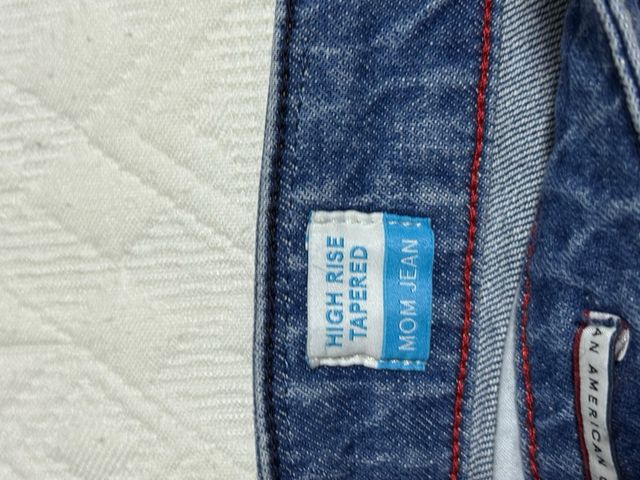 HIGH RISE
TAPERED
MOM JEAN
AN AMERICAN